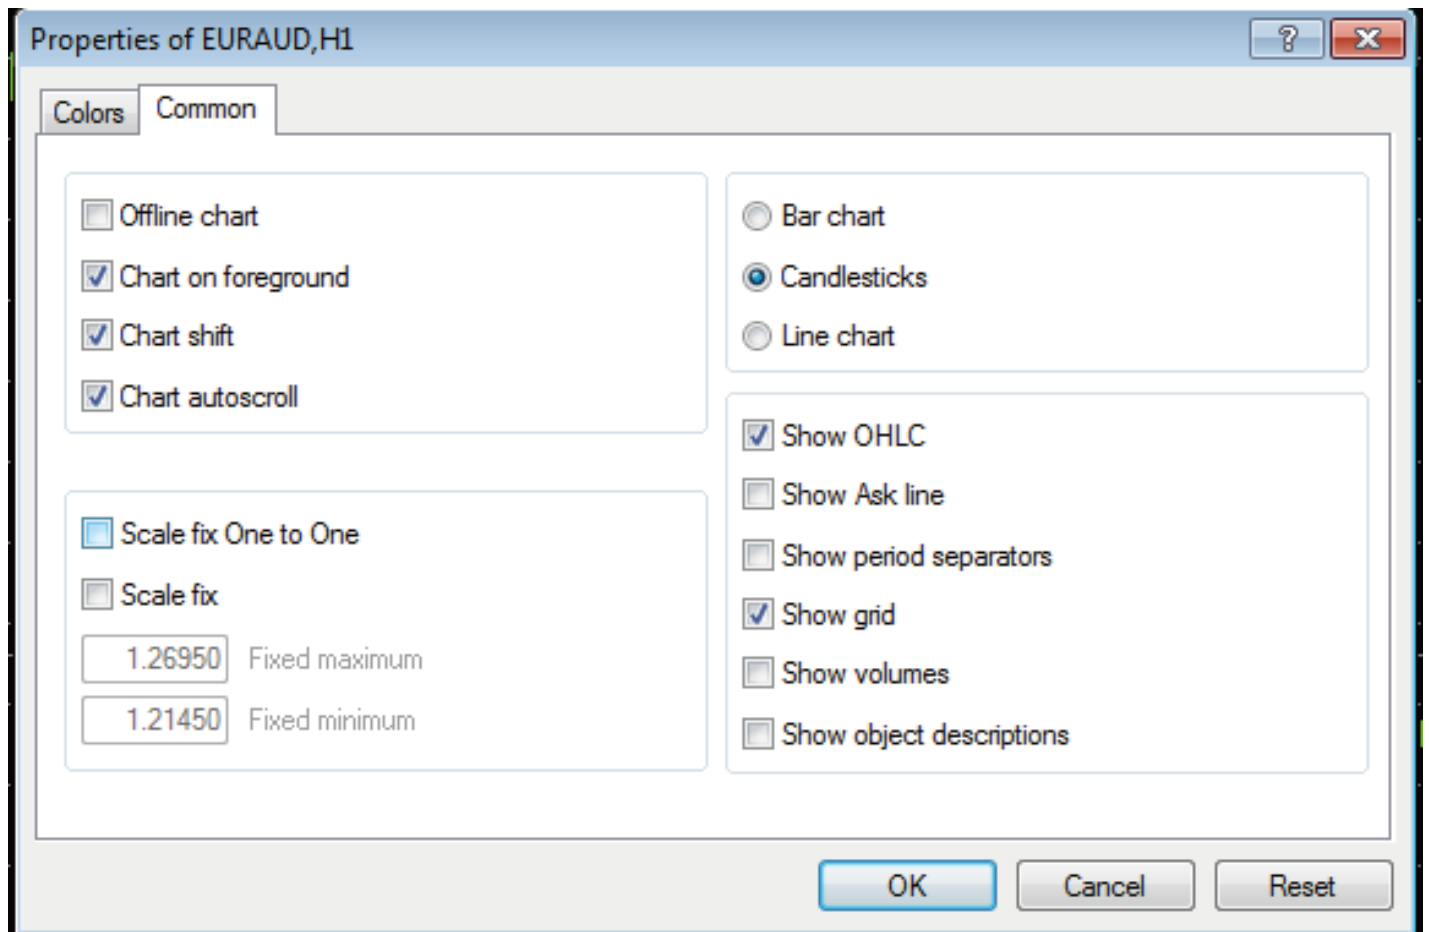 Properties of EURAUD,H1
Colors
Common
Offline chart
Chart on foreground
Chart shift
Chart autoscroll
Scale fix One to One
Scale fix
1.26950 Fixed maximum
1.21450 Fixed minimum
Bar chart
Candlesticks
Line chart
Show OHLC
Show Ask line
Show period separators
Show grid
Show volumes
Show object descriptions
OK
Cancel
Reset